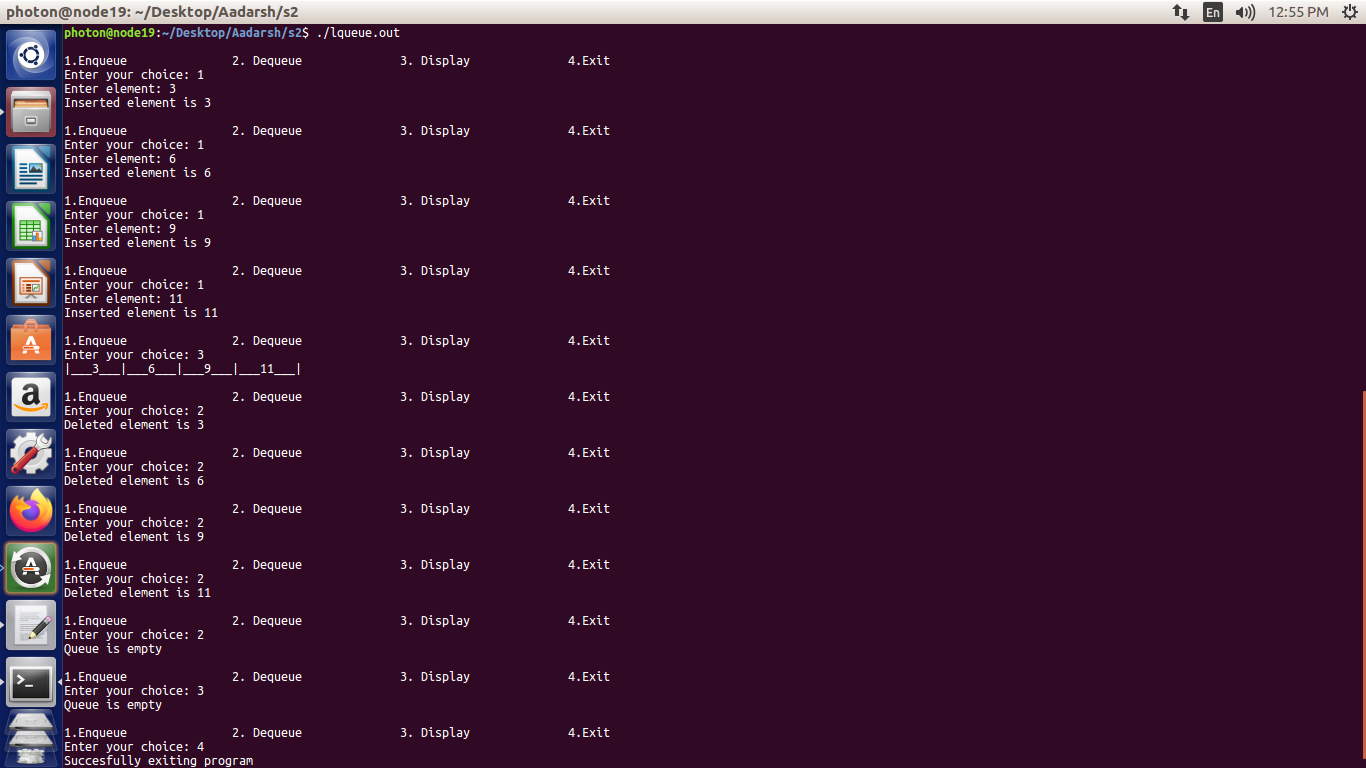 photon@node19: ~/Desktop/Aadarsh/s2
En
12:55 PM
photon@node19:~/Desktop/Aadarsh/s2$ ./lqueue.out
1.Enqueue 2. Dequeue 3. Display 4.Exit
Enter your choice: 1
Enter element: 3
Inserted element is 3
1.Enqueue 2. Dequeue 3. Display 4.Exit
Enter your choice: 1
Enter element: 6
Inserted element is 6
1.Enqueue 2. Dequeue 3. Display 4.Exit
Enter your choice: 1
Enter element: 9
Inserted element is 9
1.Enqueue 2. Dequeue 3. Display 4.Exit
Enter your choice: 1
Enter element: 11
Inserted element is 11
1.Enqueue 2. Dequeue 3. Display 4.Exit
Enter your choice: 3
|___3___|___6___|___9___|___11___|
1.Enqueue 2. Dequeue 3. Display 4.Exit
Enter your choice: 2
Deleted element is 3
1.Enqueue 2. Dequeue 3. Display 4.Exit
Enter your choice: 2
Deleted element is 6
1.Enqueue 2. Dequeue 3. Display 4.Exit
Enter your choice: 2
Deleted element is 9
1.Enqueue 2. Dequeue 3. Display 4.Exit
Enter your choice: 2
Deleted element is 11
1.Enqueue 2. Dequeue 3. Display 4.Exit
Enter your choice: 2
Queue is empty
1.Enqueue 2. Dequeue 3. Display 4.Exit
Enter your choice: 3
Queue is empty
1.Enqueue 2. Dequeue 3. Display 4.Exit
Enter your choice: 4
Succesfully exiting program